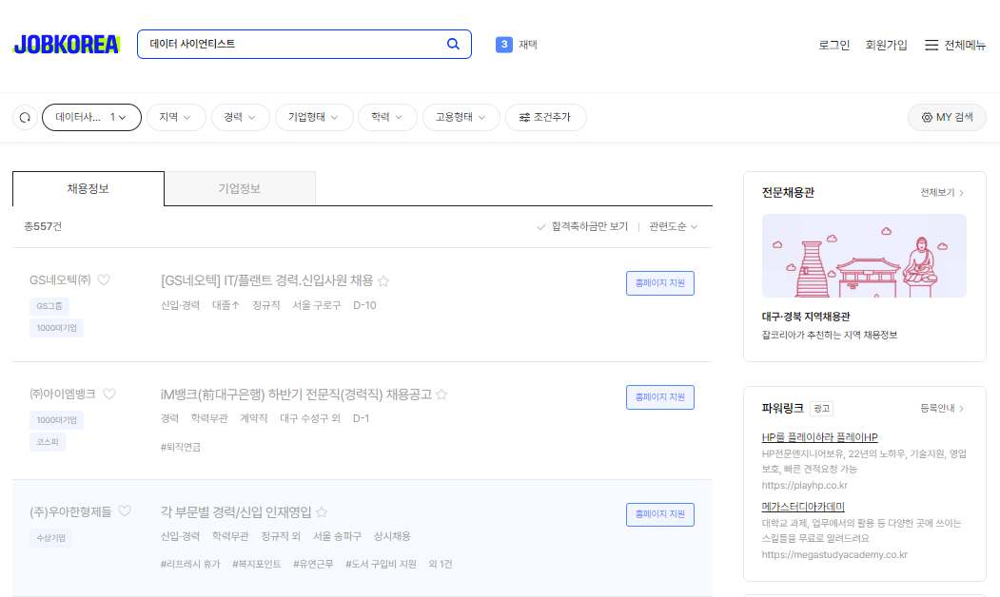 JOBKOREA
데이터 사이언티스트
3 재택
로그인 회원가입 전체메뉴
데이터사... 1
지역
경력
기업형태
학력
고용형태
조건추가
MY 검색
채용정보
기업정보
총557건
합격축하금만 보기 | 관련도순
GS네오텍㈜
GS그룹
1000대기업
[GS네오텍] IT/플랜트 경력.신입사원 채용
신입·경력 대졸↑ 정규직 서울 구로구 D-10
홈페이지 지원
㈜아이엠뱅크
1000대기업
코스피
iM뱅크(前대구은행) 하반기 전문직(경력직) 채용공고
경력 학력무관 계약직 대구 수성구 외 D-1
#퇴직연금
홈페이지 지원
(주)우아한형제들
수상기업
각 부문별 경력/신입 인재영입
신입·경력 학력무관 정규직 외 서울 송파구 상시채용
#리프레시 휴가 #복지포인트 #유연근무 #도서 구입비 지원 외 1건
홈페이지 지원
전문채용관
전체보기
대구·경북 지역채용관
잡코리아가 추천하는 지역 채용정보
파워링크 광고
등록안내
HP를 플레이하라 플레이HP
HP전문엔지니어보유, 22년의 노하우, 기술지원, 영업
보호, 빠른 견적요청 가능
https://playhp.co.kr
메가스터디아카데미
대학교 과제, 업무에서의 활용 등 다양한 곳에 쓰이는
스킬들을 무료로 알려드려요
https://megastudyacademy.co.kr